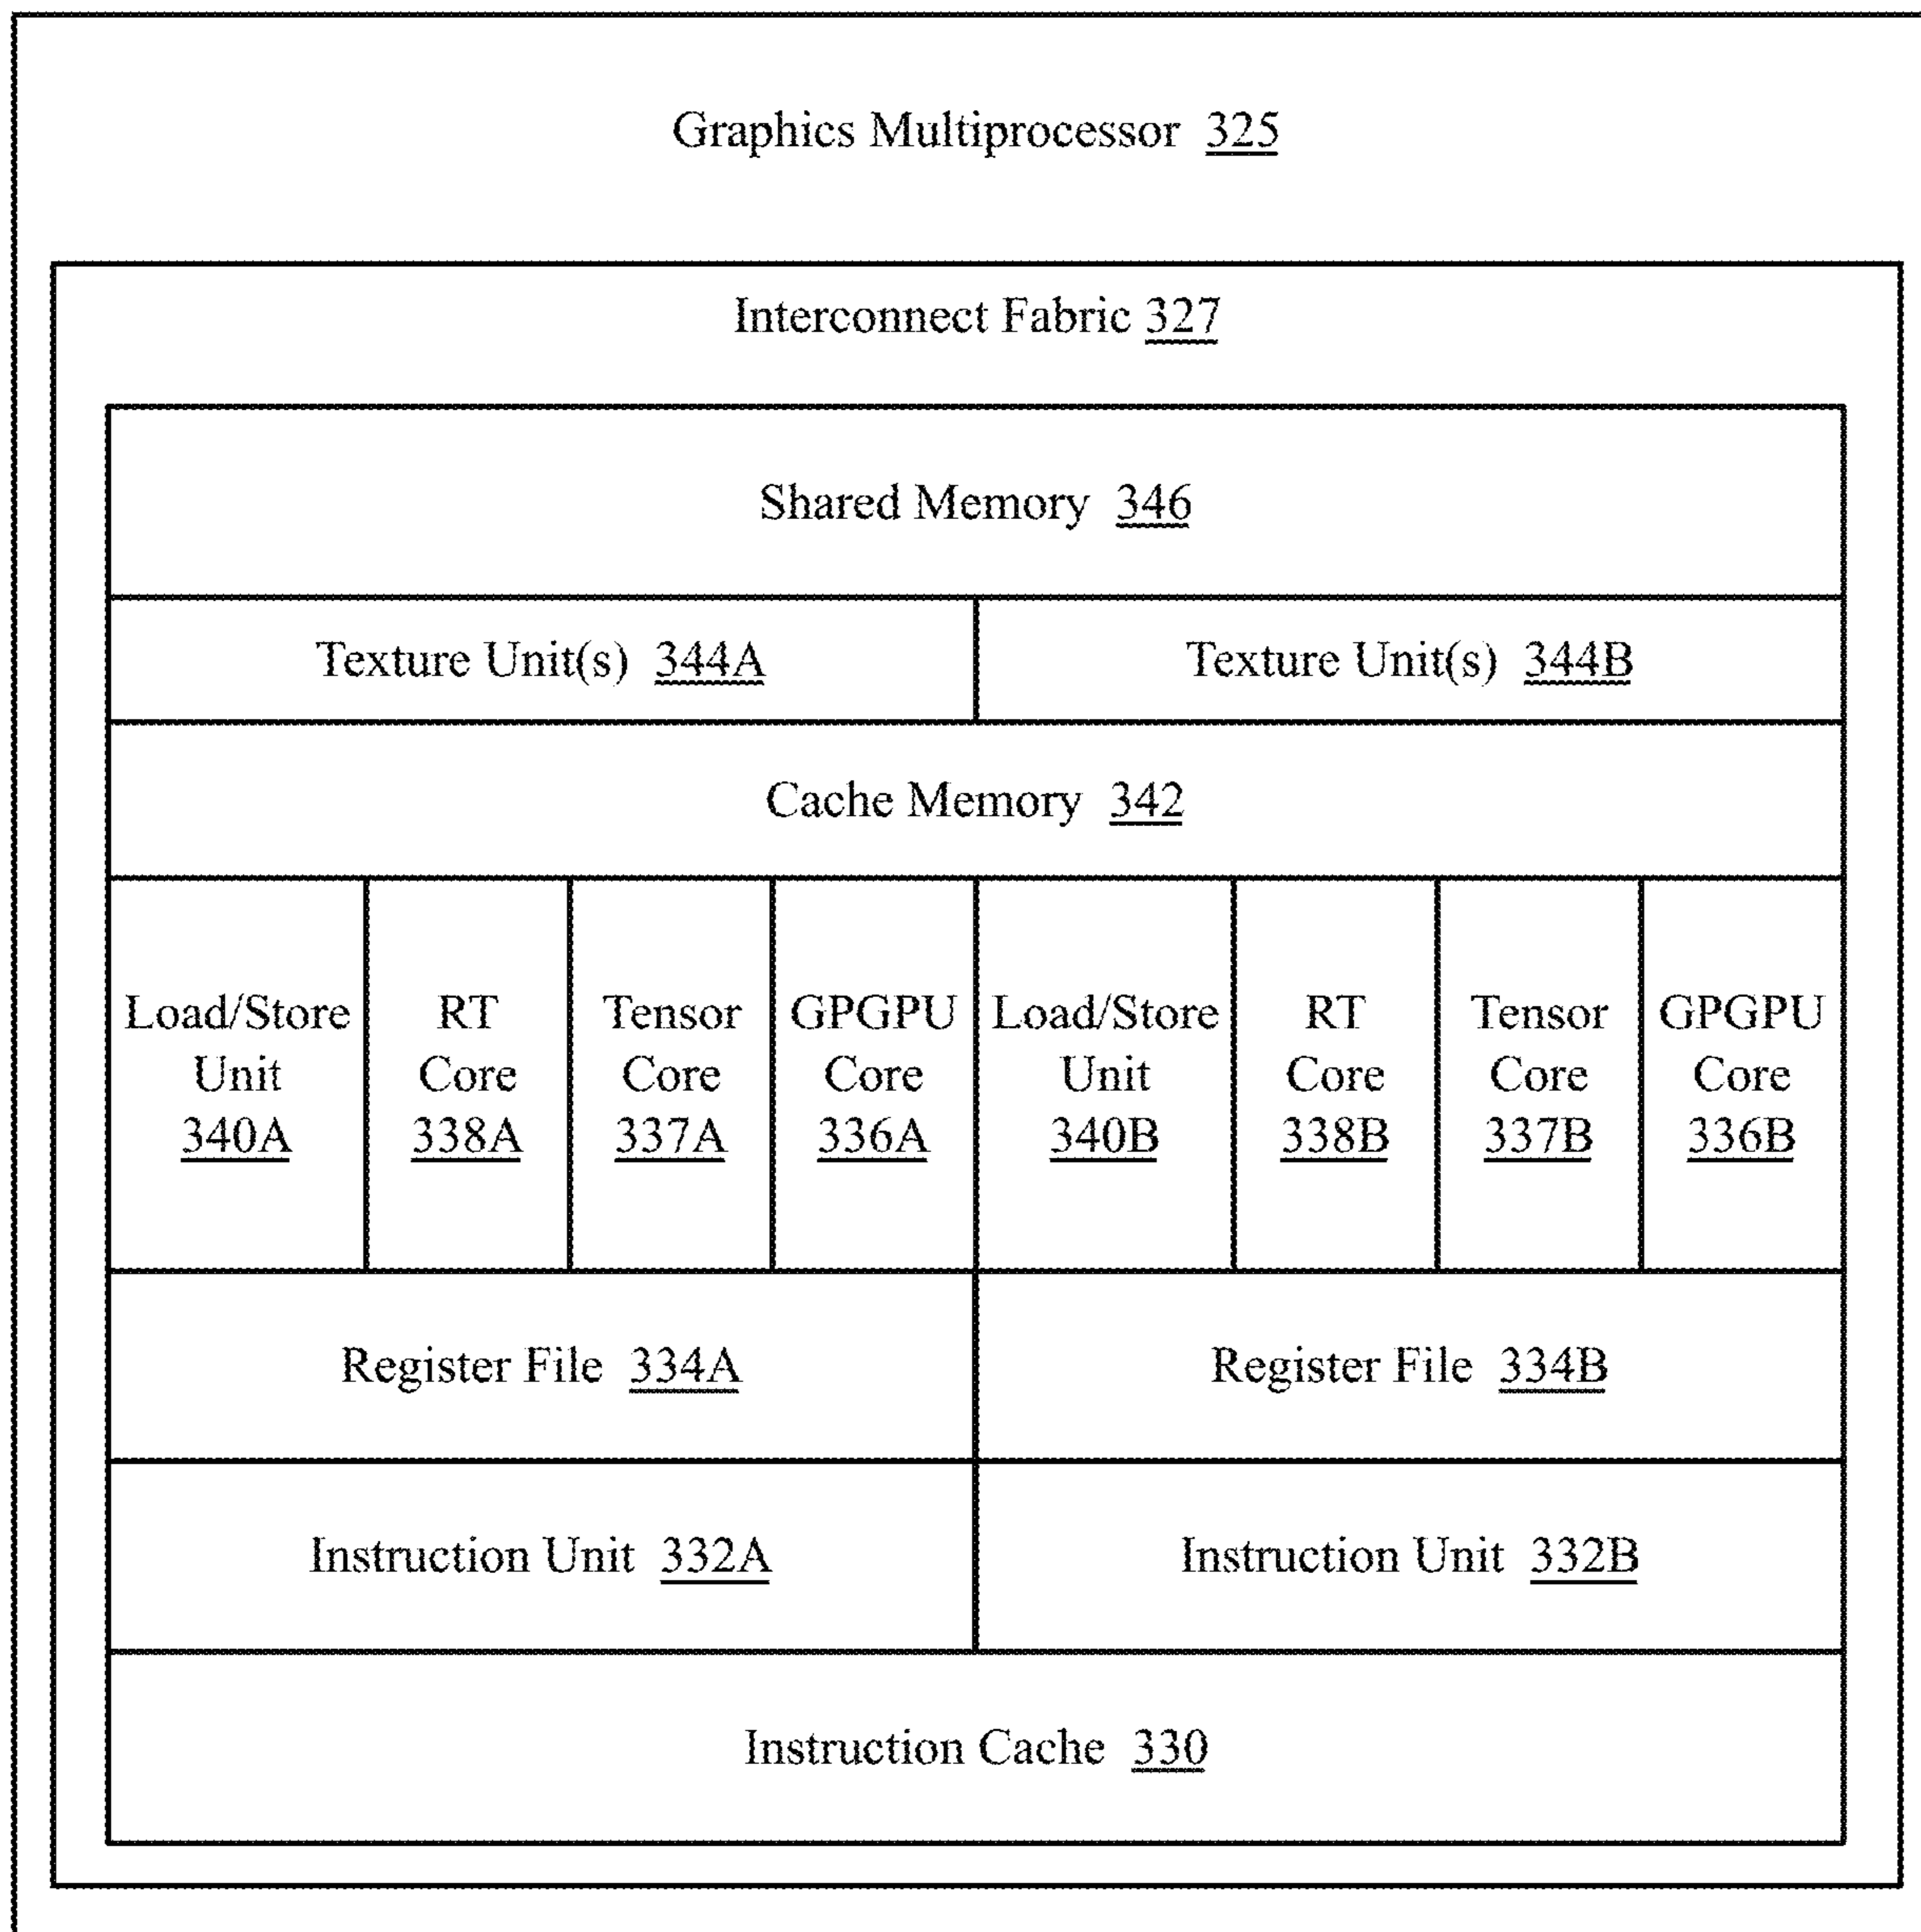 Graphics Multiprocessor 325
Interconnect Fabric 327
Shared Memory 346
Texture Unit(s) 344A
Texture Unit(s) 344B
Cache Memory 342
Load/Store
Unit
340A
RT
Core
338A
Tensor
Core
337A
GPGPU
Core
336A
Load/Store
Unit
340B
RT
Core
338B
Tensor
Core
337B
GPGPU
Core
336B
Register File 334A
Register File 334B
Instruction Unit 332A
Instruction Unit 332B
Instruction Cache 330